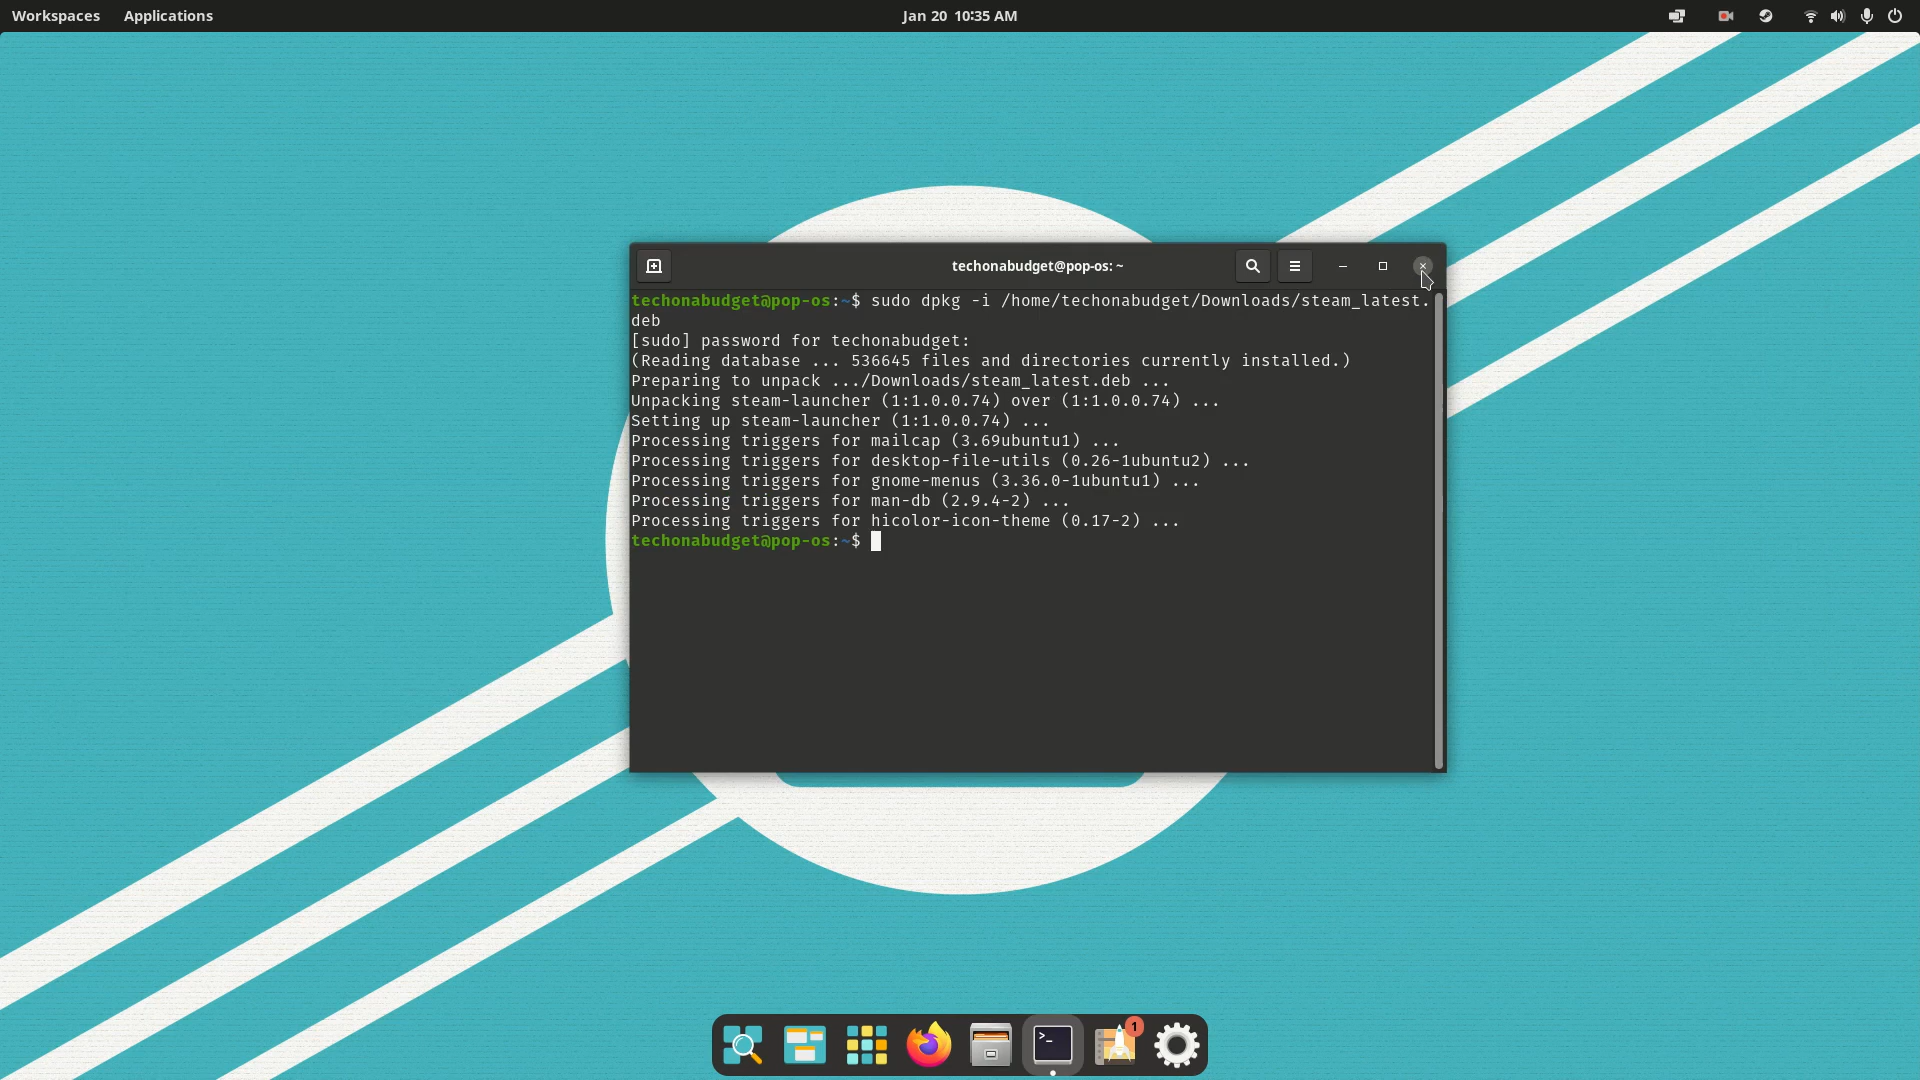 Workspaces Applications Jan 20 10:35 AM
techonabudget@pop-os: ~
techonabudget@pop-os:~$ sudo dpkg -i /home/techonabudget/Downloads/steam_latest.
deb
[sudo] password for techonabudget:
(Reading database ... 536645 files and directories currently installed.)
Preparing to unpack .../Downloads/steam_latest.deb ...
Unpacking steam-launcher (1:1.0.0.74) over (1:1.0.0.74) ...
Setting up steam-launcher (1:1.0.0.74) ...
Processing triggers for mailcap (3.69ubuntu1) ...
Processing triggers for desktop-file-utils (0.26-1ubuntu2) ...
Processing triggers for gnome-menus (3.36.0-1ubuntu1) ...
Processing triggers for man-db (2.9.4-2) ...
Processing triggers for hicolor-icon-theme (0.17-2) ...
techonabudget@pop-os:~$
>_
1